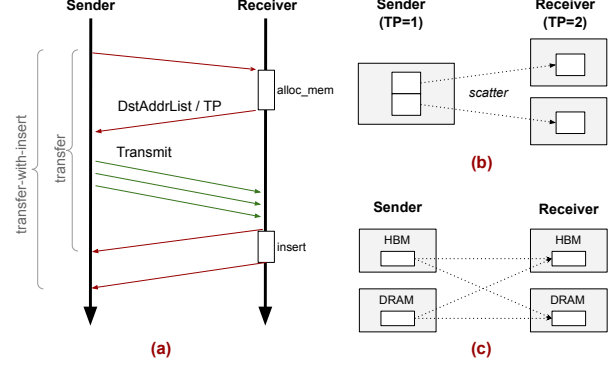 Sender
Receiver
alloc_mem
DstAddrList / TP
Transmit
transfer-with-insert
transfer
insert
(a)
Sender
(TP=1)
Receiver
(TP=2)
scatter
(b)
Sender
Receiver
HBM
HBM
DRAM
DRAM
(c)